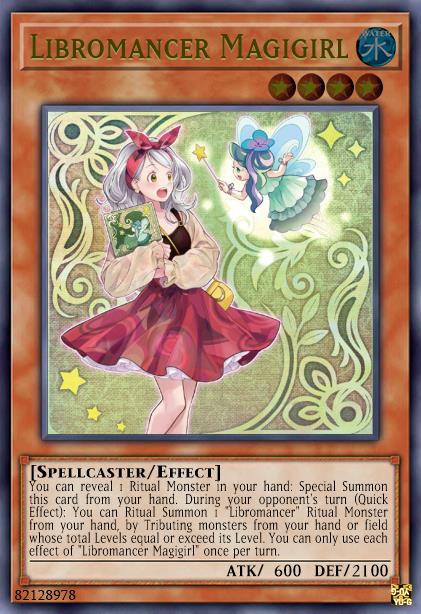 Libromancer Magigirl
WATER
水
[Spellcaster/Effect]
You can reveal 1 Ritual Monster in your hand: Special Summon
this card from your hand. During your opponent's turn (Quick
Effect): You can Ritual Summon 1 "Libromancer" Ritual Monster
from your hand, by Tributing monsters from your hand or field
whose total Levels equal or exceed its Level. You can only use each
effect of "Libromancer Magigirl" once per turn.
ATK/ 600 DEF/2100
82128978